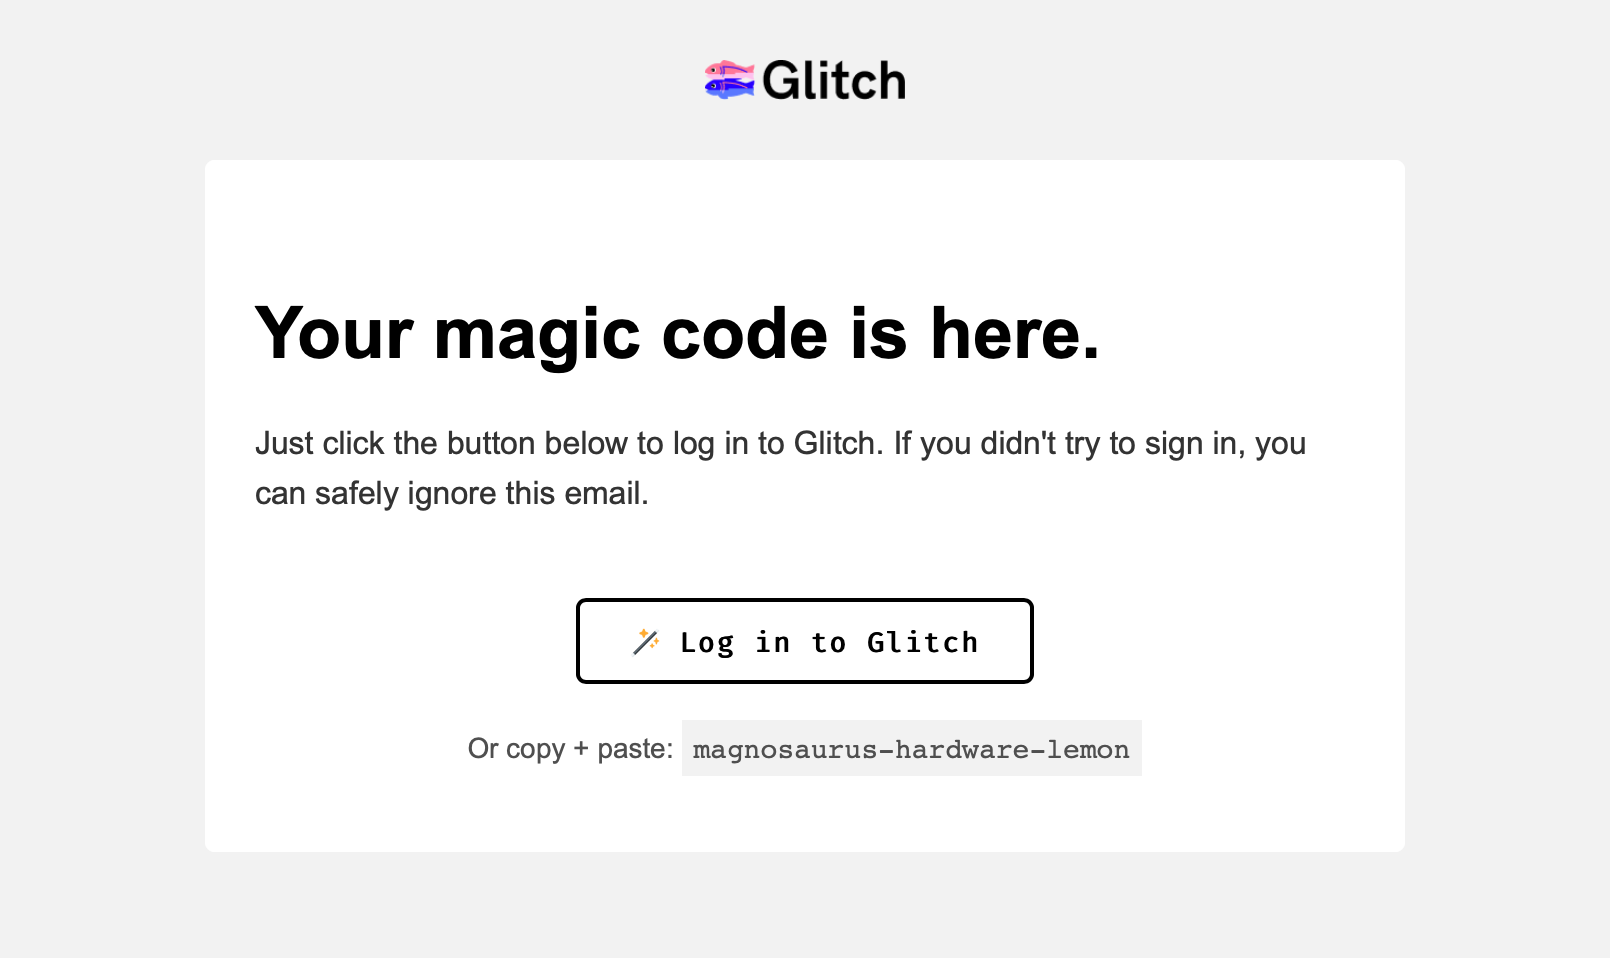 Glitch
Your magic code is here.
Just click the button below to log in to Glitch. If you didn't try to sign in, you
can safely ignore this email.
🪄 Log in to Glitch
Or copy + paste: magnosaurus-hardware-lemon